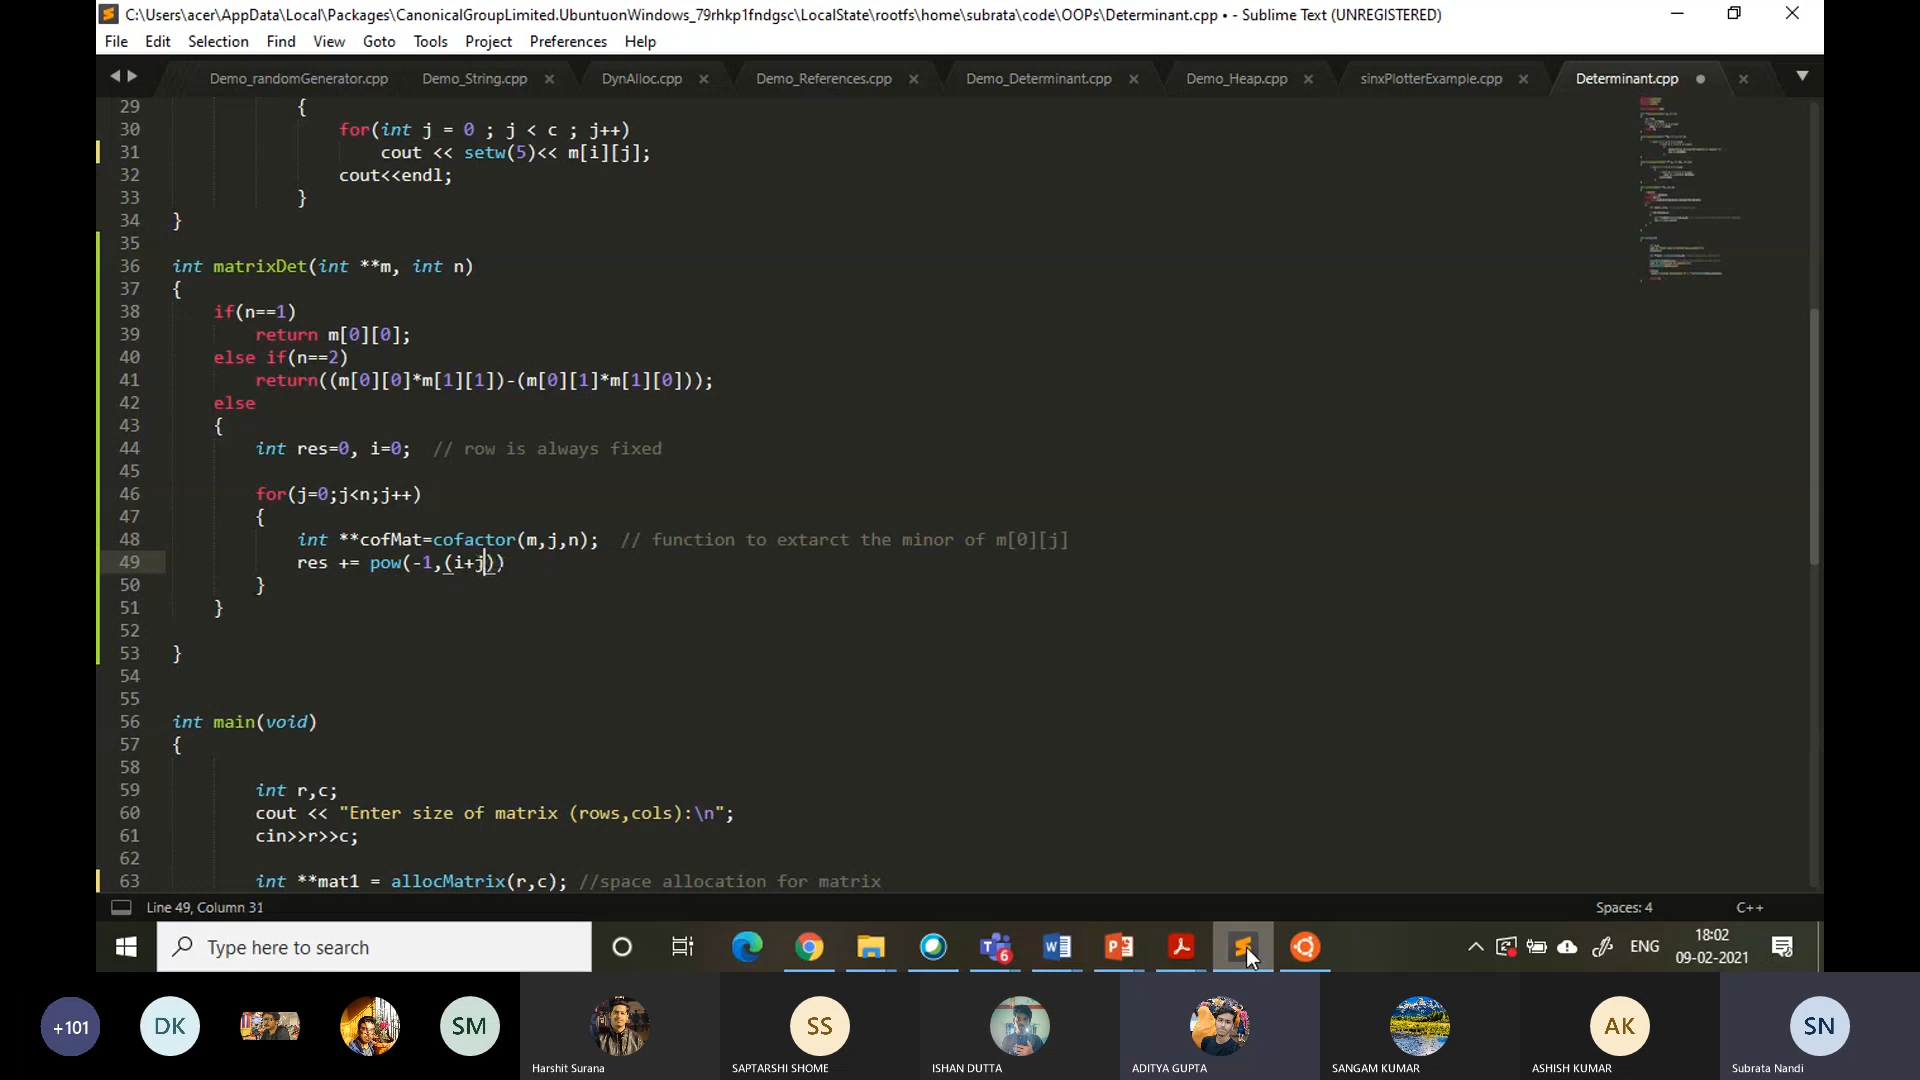 C:\Users\acer\AppData\Local\Packages\CanonicalGroupLimited.UbuntuonWindows_79rhkp1fndgsc\LocalState\rootfs\home\subrata\code\OOPs\Determinant.cpp • - Sublime Text (UNREGISTERED)
File Edit Selection Find View Goto Tools Project Preferences Help
Demo_randomGenerator.cpp Demo_String.cpp DynAlloc.cpp Demo_References.cpp Demo_Determinant.cpp Demo_Heap.cpp sinxPlotterExample.cpp Determinant.cpp
29 {
30 for(int j = 0 ; j < c ; j++)
31 cout << setw(5)<< m[i][j];
32 cout<<endl;
33 }
34 }
35
36 int matrixDet(int **m, int n)
37 {
38 if(n==1)
39 return m[0][0];
40 else if(n==2)
41 return((m[0][0]*m[1][1])-(m[0][1]*m[1][0]));
42 else
43 {
44 int res=0, i=0; // row is always fixed
45
46 for(j=0;j<n;j++)
47 {
48 int **cofMat=cofactor(m,j,n); // function to extarct the minor of m[0][j]
49 res += pow(-1,(i+j))
50 }
51 }
52
53 }
54
55
56 int main(void)
57 {
58
59 int r,c;
60 cout << "Enter size of matrix (rows,cols):\n";
61 cin>>r>>c;
62
63 int **mat1 = allocMatrix(r,c); //space allocation for matrix
Line 49, Column 31 Spaces: 4 C++
Type here to search
6
ENG
18:02
09-02-2021
+101 DK SM SS AK SN
Harshit Surana SAPTARSHI SHOME ISHAN DUTTA ADITYA GUPTA SANGAM KUMAR ASHISH KUMAR Subrata Nandi